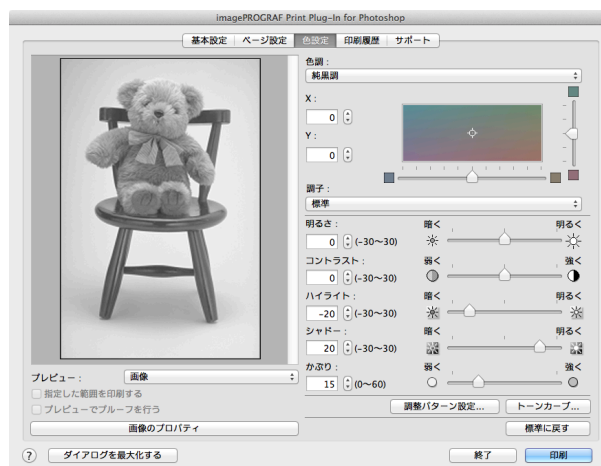 imagePROGRAF Print Plug-In for Photoshop
基本設定 ページ設定 色設定 印刷履歴 サポート
色調：
純黒調
X：
0
Y：
0
調子：
標準
明るさ： 暗く 明るく
0 (-30〜30)
コントラスト： 弱く 強く
0 (-30〜30)
ハイライト： 暗く 明るく
-20 (-30〜30)
シャドー： 暗く 明るく
20 (-30〜30)
かぶり： 弱く 強く
15 (0〜60)
プレビュー： 画像
指定した範囲を印刷する
プレビューでプルーフを行う
画像のプロパティ
調整パターン設定... トーンカーブ...
標準に戻す
? ダイアログを最大化する 終了 印刷